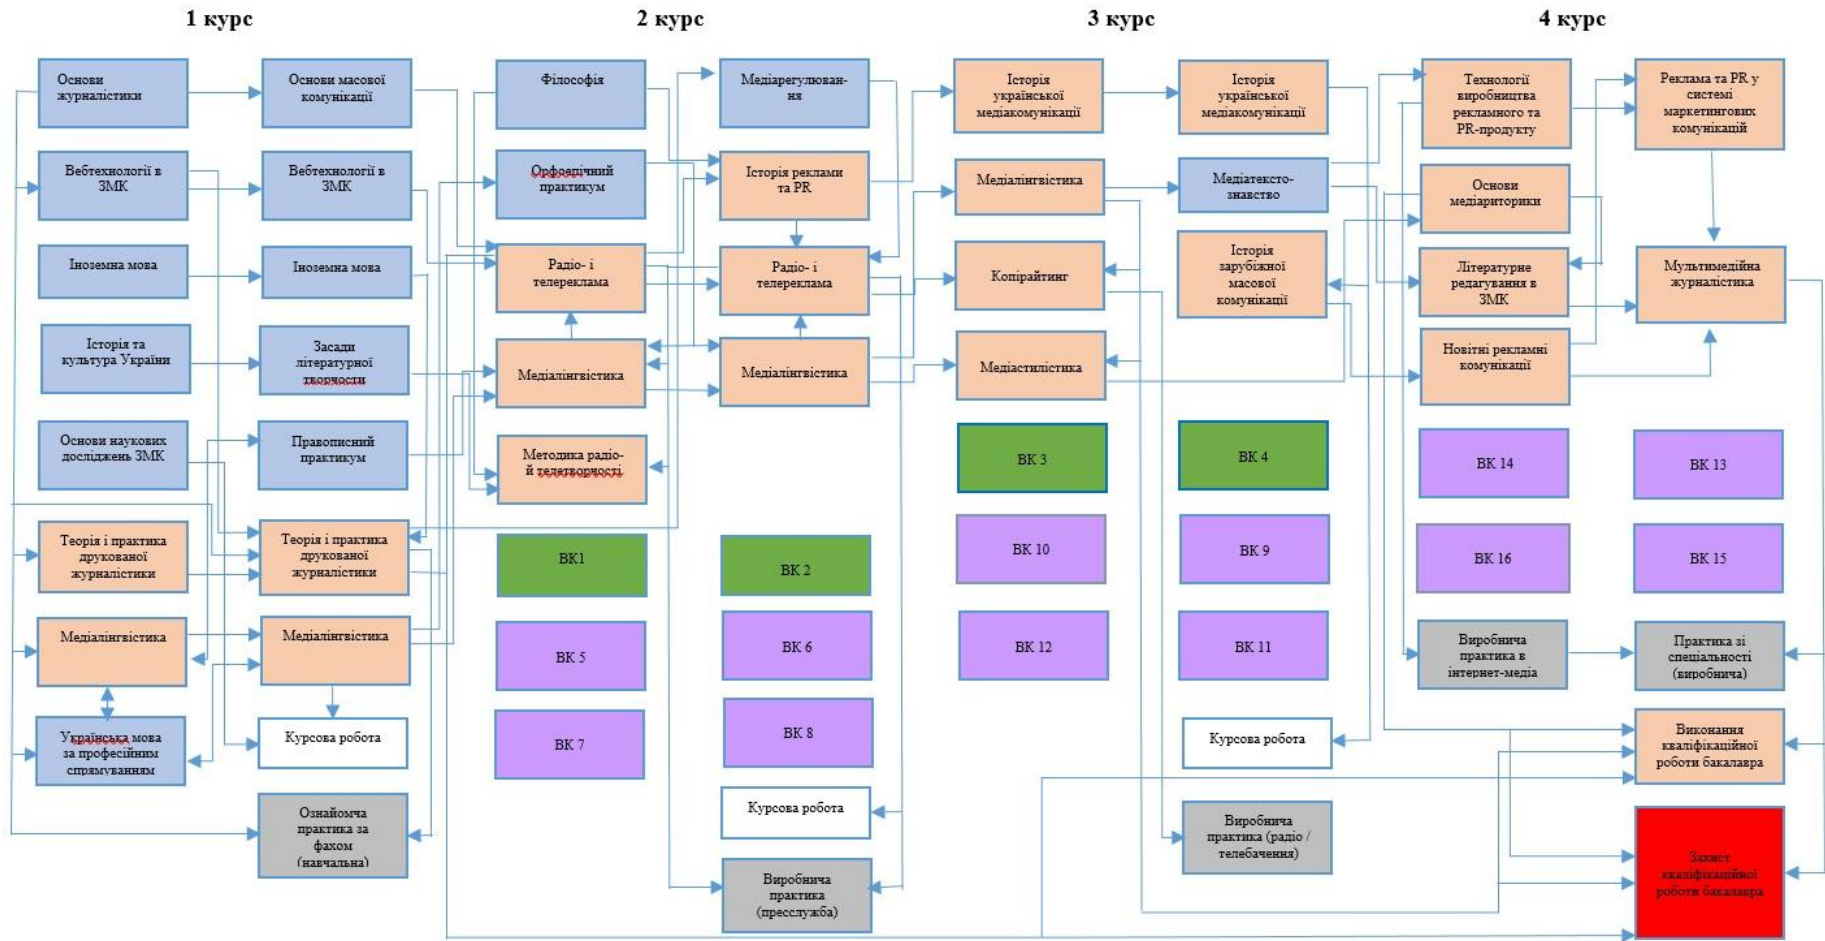 1 курс
2 курс
3 курс
4 курс
Основи
журналістики
Вебтехнології в
ЗМК
Іноземна мова
Історія та
культура України
Основи наукових
досліджень ЗМК
Теорія і практика
друкованої
журналістики
Медіалінгвістика
Українська мова
за професійним
спрямуванням
Основи масової
комунікації
Вебтехнології в
ЗМК
Іноземна мова
Засади
літературної
творчости
Правописний
практикум
Теорія і практика
друкованої
журналістики
Медіалінгвістика
Курсова робота
Ознайомча
практика за
фахом
(навчальна)
Філософія
Орфоепічний
практикум
Радіо- і
телереклама
Медіалінгвістика
Методика радіо-
й телетворчості
ВК1
ВК 5
ВК 7
Медіарегулюван-
ня
Історія реклами
та PR
Радіо- і
телереклама
Медіалінгвістика
ВК 2
ВК 6
ВК 8
Курсова робота
Виробнича
практика
(пресслужба)
Історія
української
медіакомунікації
Медіалінгвістика
Копірайтинг
Медіастилістика
ВК 3
ВК 10
ВК 12
Історія
української
медіакомунікації
Медіатексто-
знавство
Історія
зарубіжної
масової
комунікації
ВК 4
ВК 9
ВК 11
Курсова робота
Виробнича
практика (радіо /
телебачення)
Технології
виробництва
рекламного та
PR-продукту
Основи
медіариторики
Літературне
редагування в
ЗМК
Новітні рекламні
комунікації
ВК 14
ВК 16
Виробнича
практика в
інтернет-медіа
Реклама та PR у
системі
маркетингових
комунікацій
Мультимедійна
журналістика
ВК 13
ВК 15
Практика зі
спеціальності
(виробнича)
Виконання
кваліфікаційної
роботи бакалавра
Захист
кваліфікаційної
роботи бакалавра